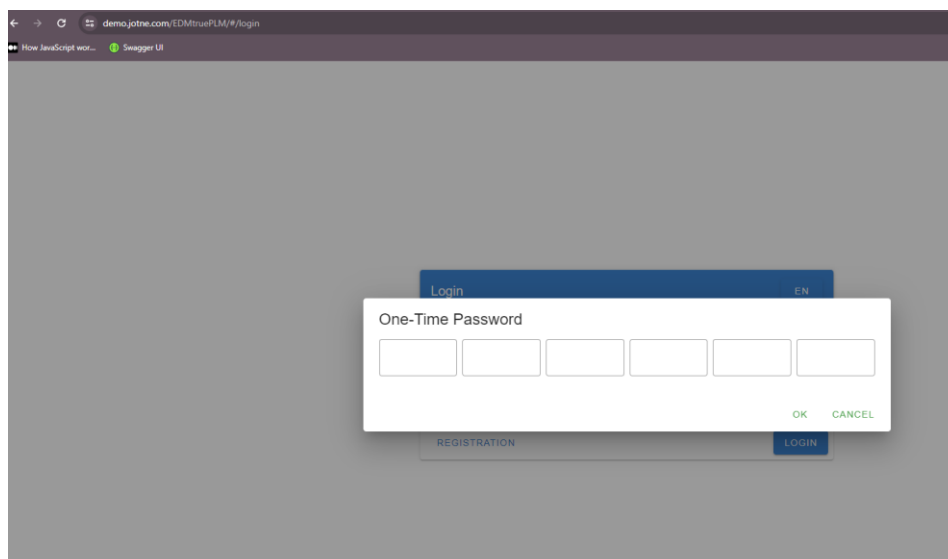 demo.jotne.com/EDMtruePLM/#/login
How JavaScript wor... Swagger UI
Login EN
One-Time Password
OK CANCEL
REGISTRATION LOGIN